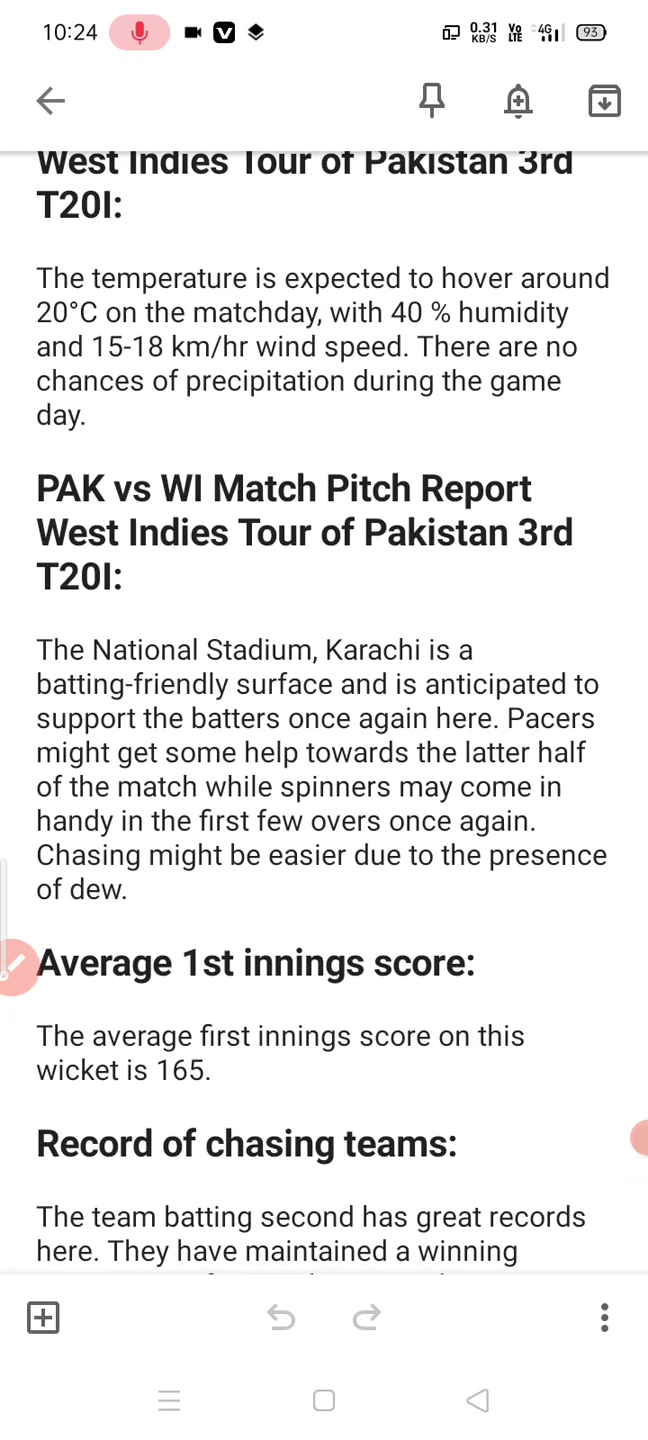 10:24
0.31
KB/S
Vo
LTE
4G
93
West Indies Tour of Pakistan 3rd
T20I:
The temperature is expected to hover around
20°C on the matchday, with 40 % humidity
and 15-18 km/hr wind speed. There are no
chances of precipitation during the game
day.
PAK vs WI Match Pitch Report
West Indies Tour of Pakistan 3rd
T20I:
The National Stadium, Karachi is a
batting-friendly surface and is anticipated to
support the batters once again here. Pacers
might get some help towards the latter half
of the match while spinners may come in
handy in the first few overs once again.
Chasing might be easier due to the presence
of dew.
Average 1st innings score:
The average first innings score on this
wicket is 165.
Record of chasing teams:
The team batting second has great records
here. They have maintained a winning